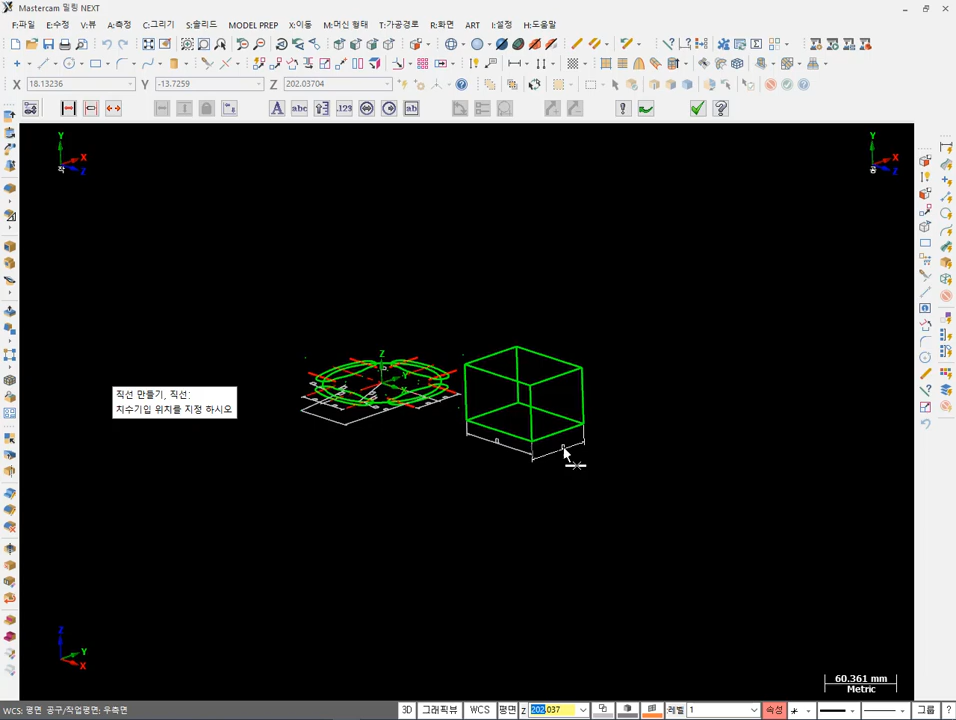 Mastercam 밀링 NEXT
F:파일 E:수정 V:뷰 A:측정 C:그리기 S:솔리드 MODEL PREP X:이동 M:머신 형태 T:가공경로 R:화면 ART I:설정 H:도움말
X 18.13236 Y -13.7259 Z 202.03704
Y
X
Z
Y
X
Z
Z
Y
X
직선 만들기, 직선:
치수기입 위치를 지정 하시오
Z
Y
X
60.361 mm
Metric
WCS: 평면 공구/작업평면: 우측면
3D 그래픽뷰 WCS 평면 Z 202.037 레벨 1 속성 그룹